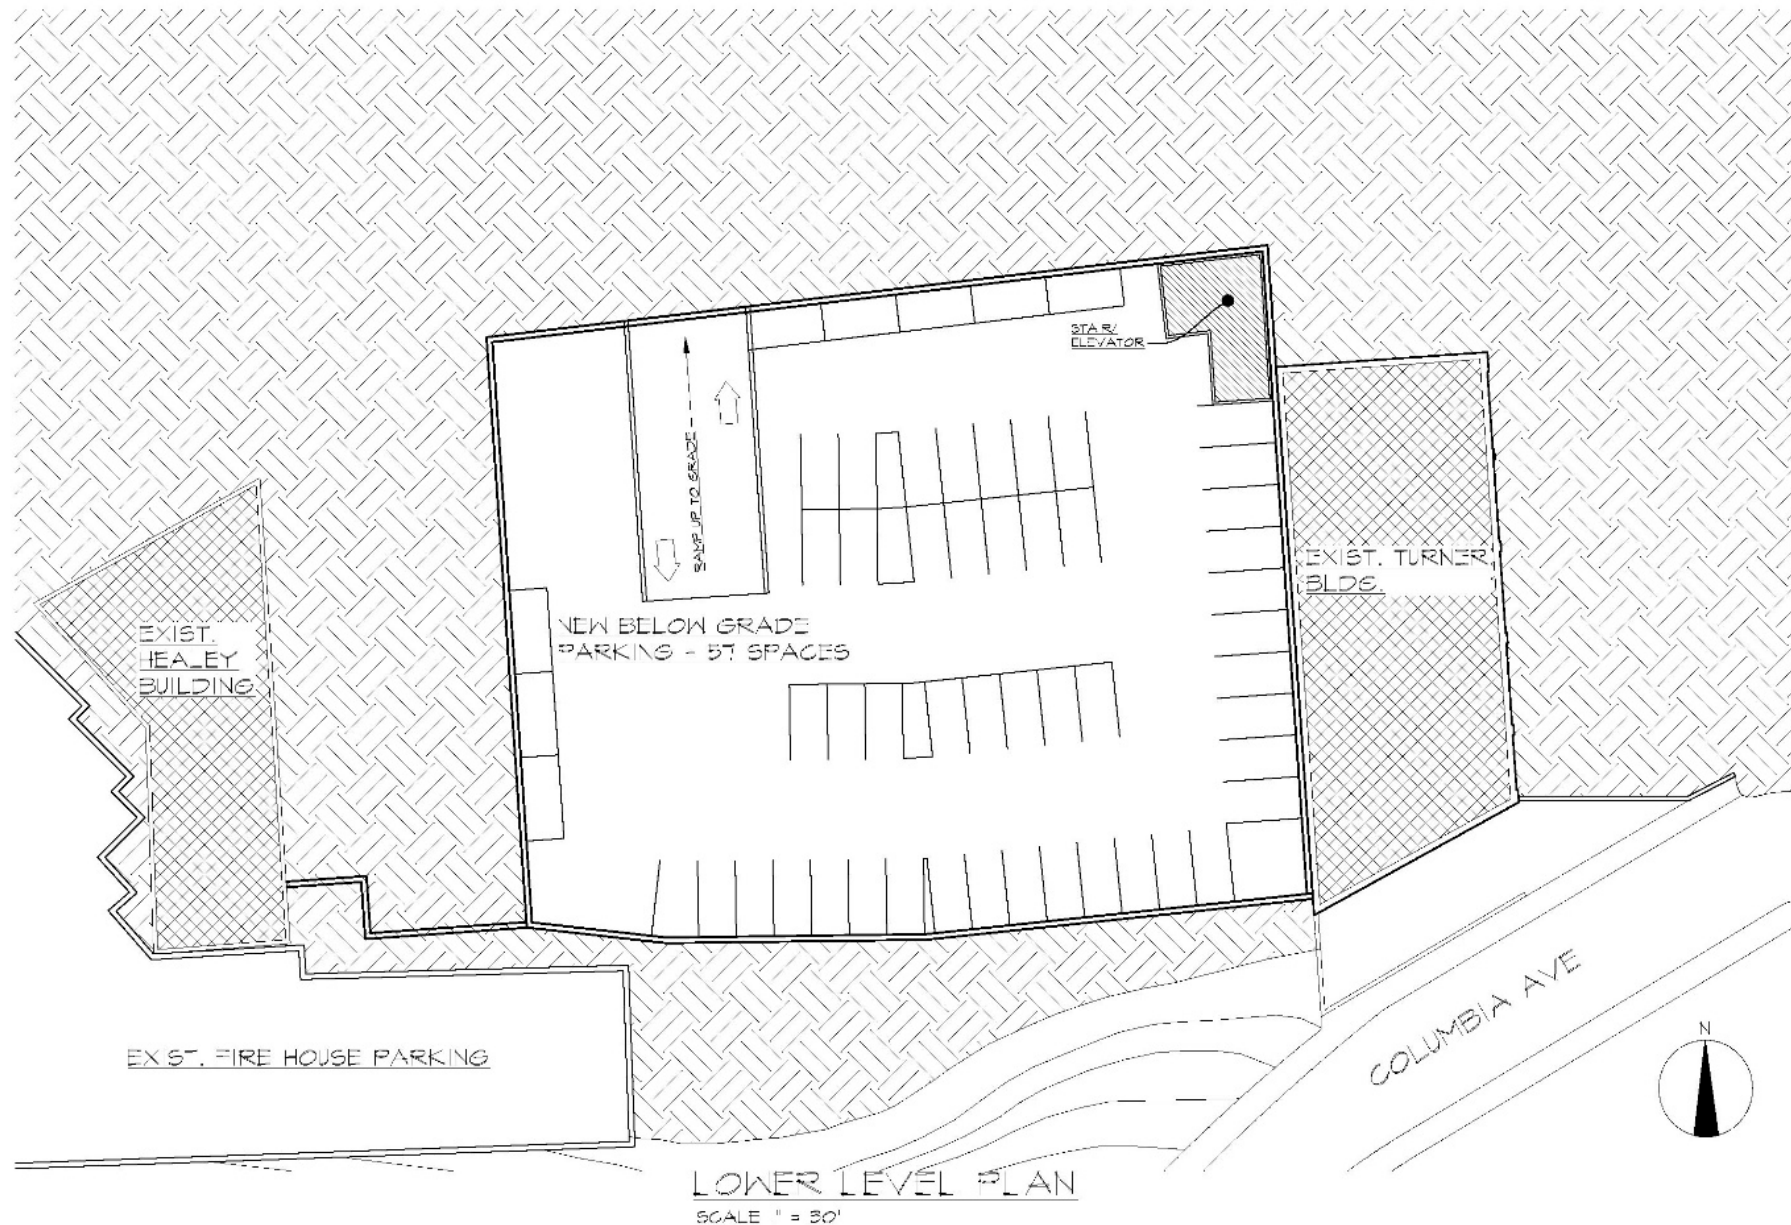 STAIR/
ELEVATOR
RAMP UP TO GRADE
EXIST. TURNER
BLDG.
NEW BELOW GRADE
PARKING - 57 SPACES
EXIST.
HEALEY
BUILDING
COLUMBIA AVE
N
EXIST. FIRE HOUSE PARKING
LOWER LEVEL PLAN
SCALE " = 30'